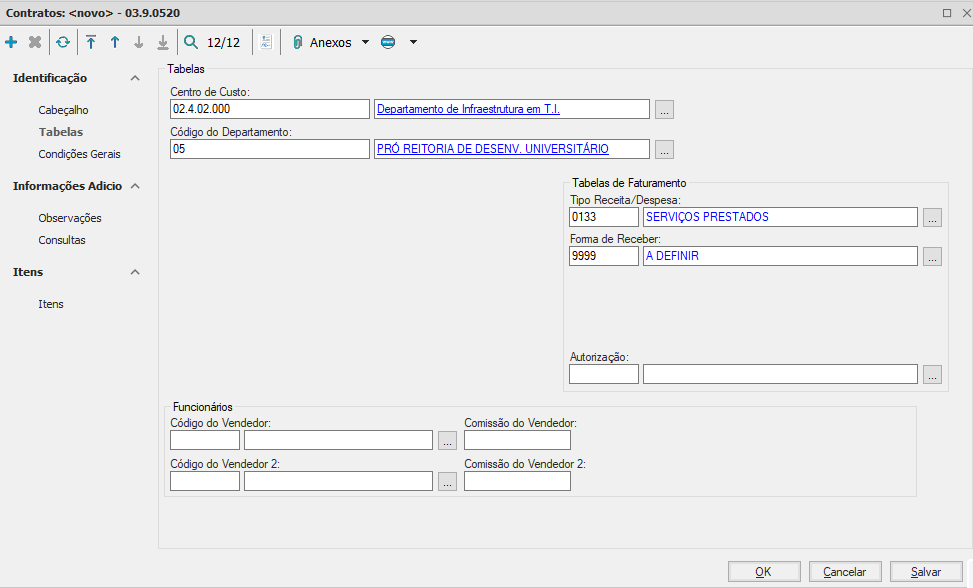 Contratos: <novo> - 03.9.0520
12/12
Anexos
Identificação
Cabeçalho
Tabelas
Condições Gerais
Informações Adicio
Observações
Consultas
Itens
Itens
Tabelas
Centro de Custo:
02.4.02.000 Departamento de Infraestrutura em T.I. ...
Código do Departamento:
05 PRÓ REITORIA DE DESENV. UNIVERSITÁRIO ...
Tabelas de Faturamento
Tipo Receita/Despesa:
0133 SERVIÇOS PRESTADOS ...
Forma de Receber:
9999 A DEFINIR ...
Autorização:
...
Funcionários
Código do Vendedor: Comissão do Vendedor:
...
Código do Vendedor 2: Comissão do Vendedor 2:
...
OK Cancelar Salvar